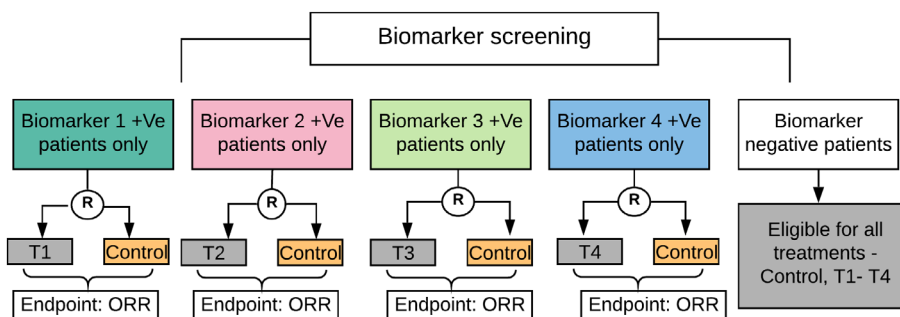 Biomarker screening
Biomarker 1 +Ve
patients only
Biomarker 2 +Ve
patients only
Biomarker 3 +Ve
patients only
Biomarker 4 +Ve
patients only
Biomarker
negative patients
R
R
R
R
T1
Control
T2
Control
T3
Control
T4
Control
Eligible for all
treatments -
Control, T1- T4
Endpoint: ORR
Endpoint: ORR
Endpoint: ORR
Endpoint: ORR